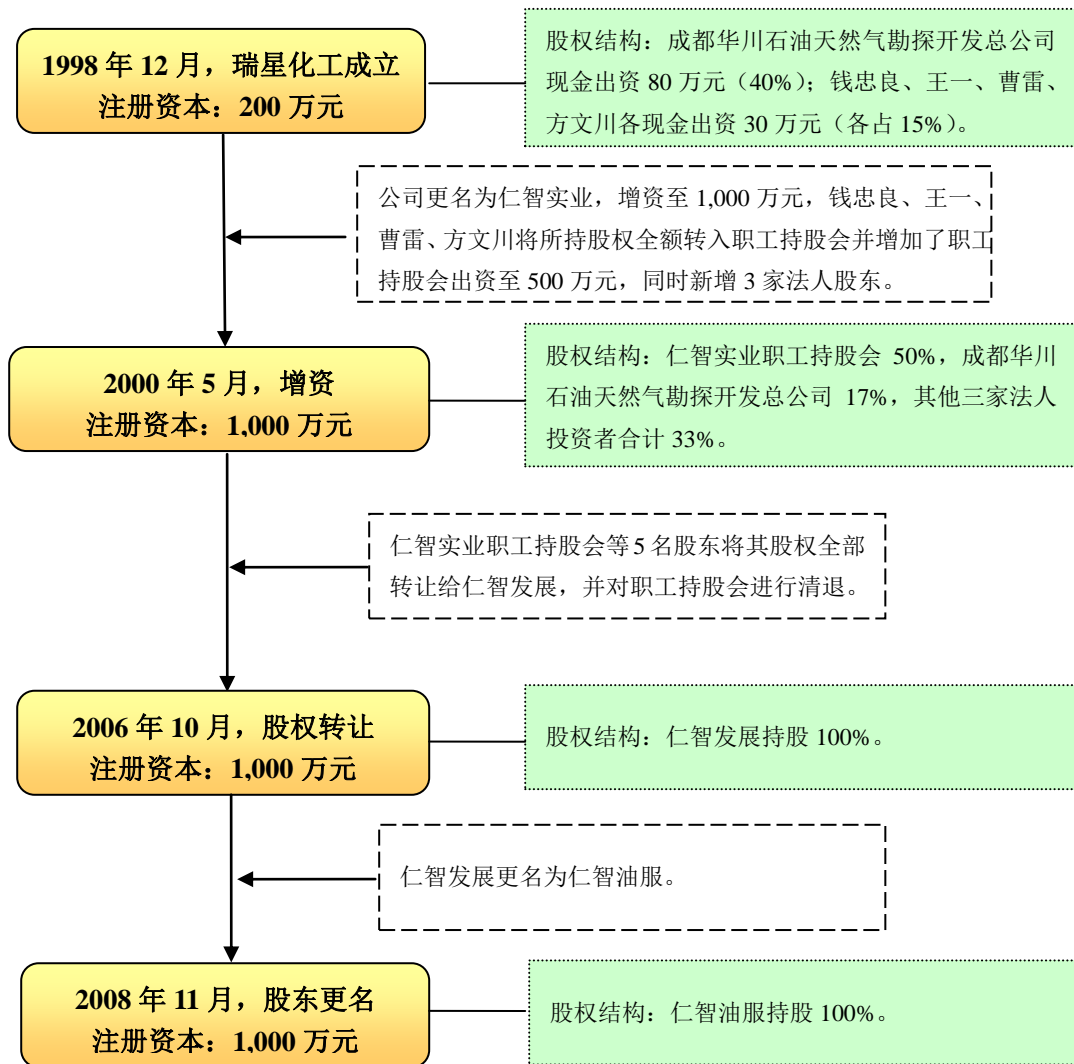 1998 年 12 月，瑞星化工成立
注册资本：200 万元
股权结构：成都华川石油天然气勘探开发总公司
现金出资 80 万元（40%）；钱忠良、王一、曹雷、
方文川各现金出资 30 万元（各占 15%）。
公司更名为仁智实业，增资至 1,000 万元，钱忠良、王一、
曹雷、方文川将所持股权全额转入职工持股会并增加了职工
持股会出资至 500 万元，同时新增 3 家法人股东。
2000 年 5 月，增资
注册资本：1,000 万元
股权结构：仁智实业职工持股会 50%，成都华川
石油天然气勘探开发总公司 17%，其他三家法人
投资者合计 33%。
仁智实业职工持股会等 5 名股东将其股权全部
转让给仁智发展，并对职工持股会进行清退。
2006 年 10 月，股权转让
注册资本：1,000 万元
股权结构：仁智发展持股 100%。
仁智发展更名为仁智油服。
2008 年 11 月，股东更名
注册资本：1,000 万元
股权结构：仁智油服持股 100%。